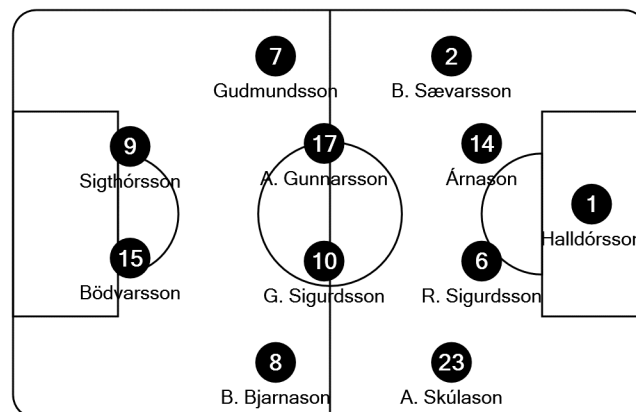 7
Gudmundsson
2
B. Sævarsson
9
Sigthórsson
17
A. Gunnarsson
14
Árnason
1
Halldórsson
15
Bödvarsson
10
G. Sigurdsson
6
R. Sigurdsson
8
B. Bjarnason
23
A. Skúlason